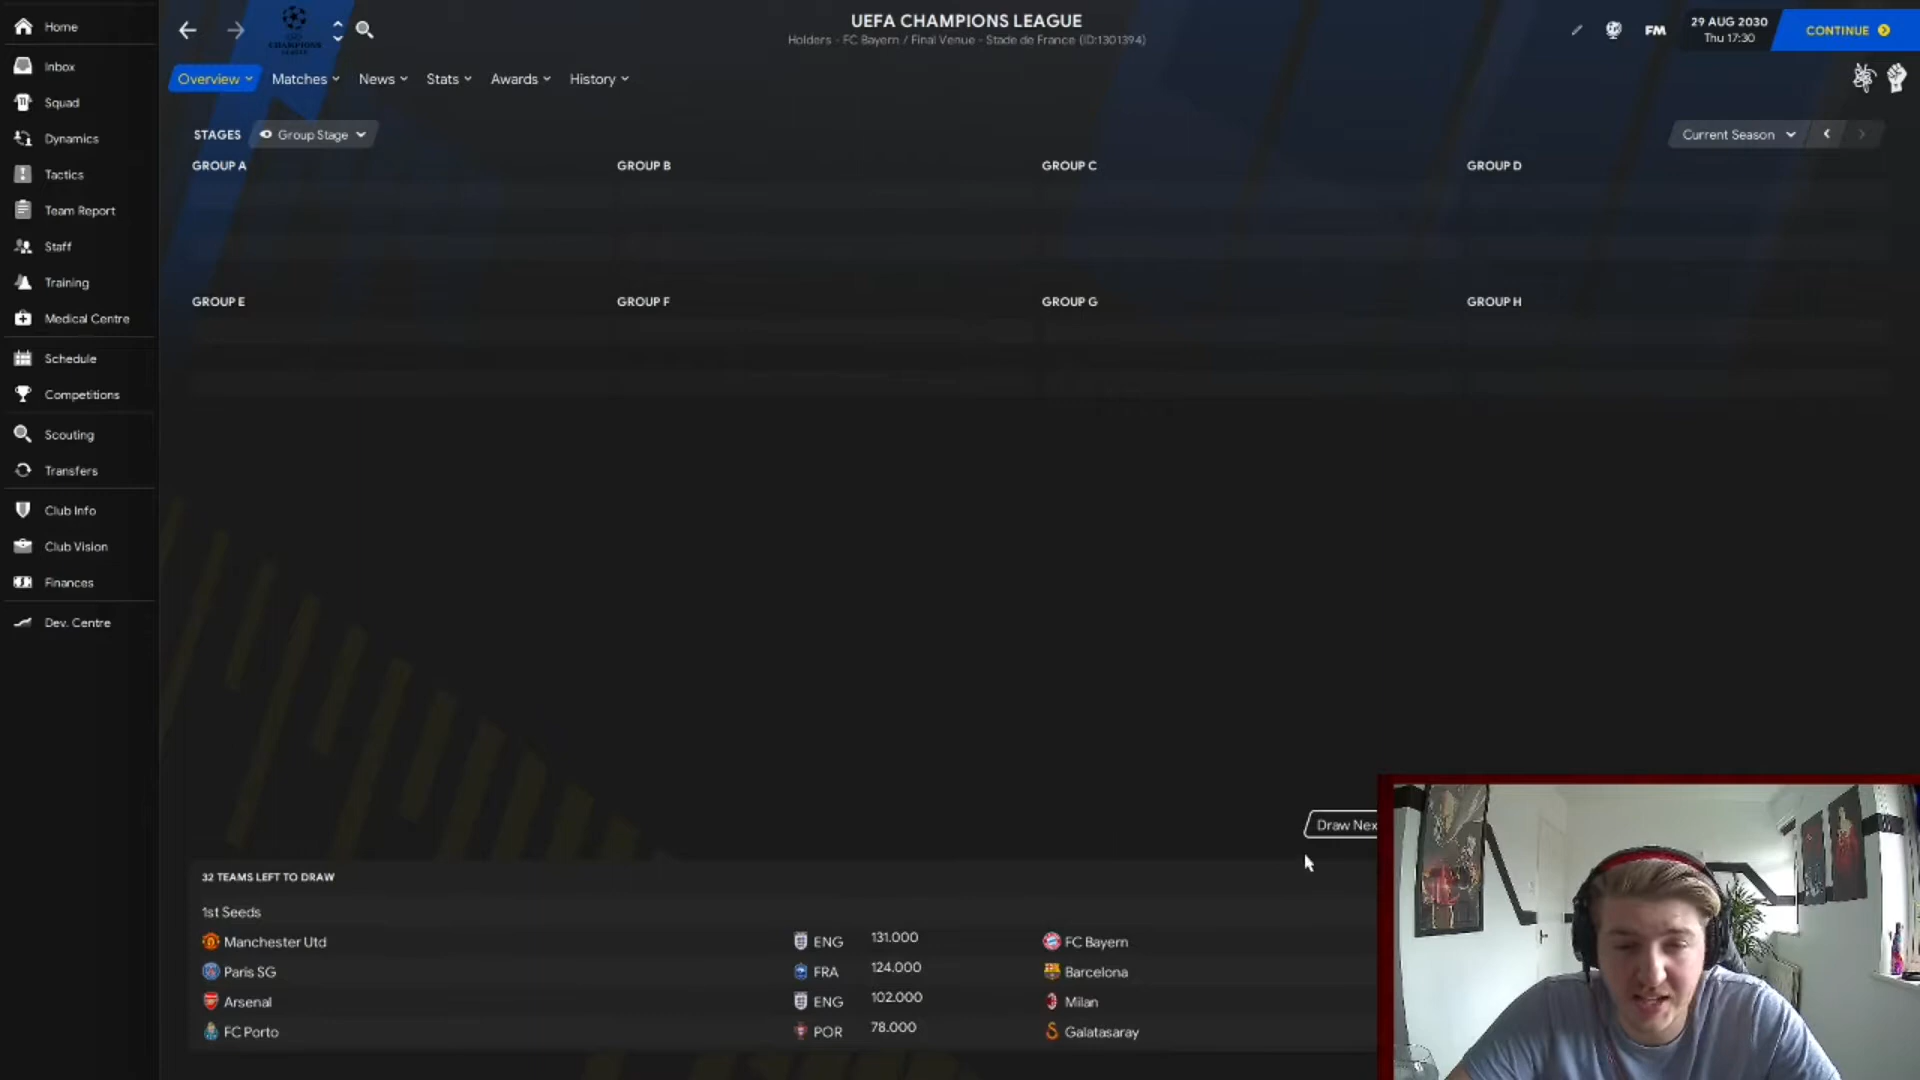 Home
Inbox
Squad
Dynamics
Tactics
Team Report
Staff
Training
Medical Centre
Schedule
Competitions
Scouting
Transfers
Club Info
Club Vision
Finances
Dev. Centre
CHAMPIONS
UEFA CHAMPIONS LEAGUE
Holders - FC Bayern / Final Venue - Stade de France (ID:1301394)
FM
29 AUG 2030
Thu 17:30
CONTINUE
Overview Matches News Stats Awards History
STAGES Group Stage
Current Season
GROUP A GROUP B GROUP C GROUP D
GROUP E GROUP F GROUP G GROUP H
Draw Nex
32 TEAMS LEFT TO DRAW
1st Seeds
Manchester Utd ENG 131.000 FC Bayern
Paris SG FRA 124.000 Barcelona
Arsenal ENG 102.000 Milan
FC Porto POR 78.000 Galatasaray